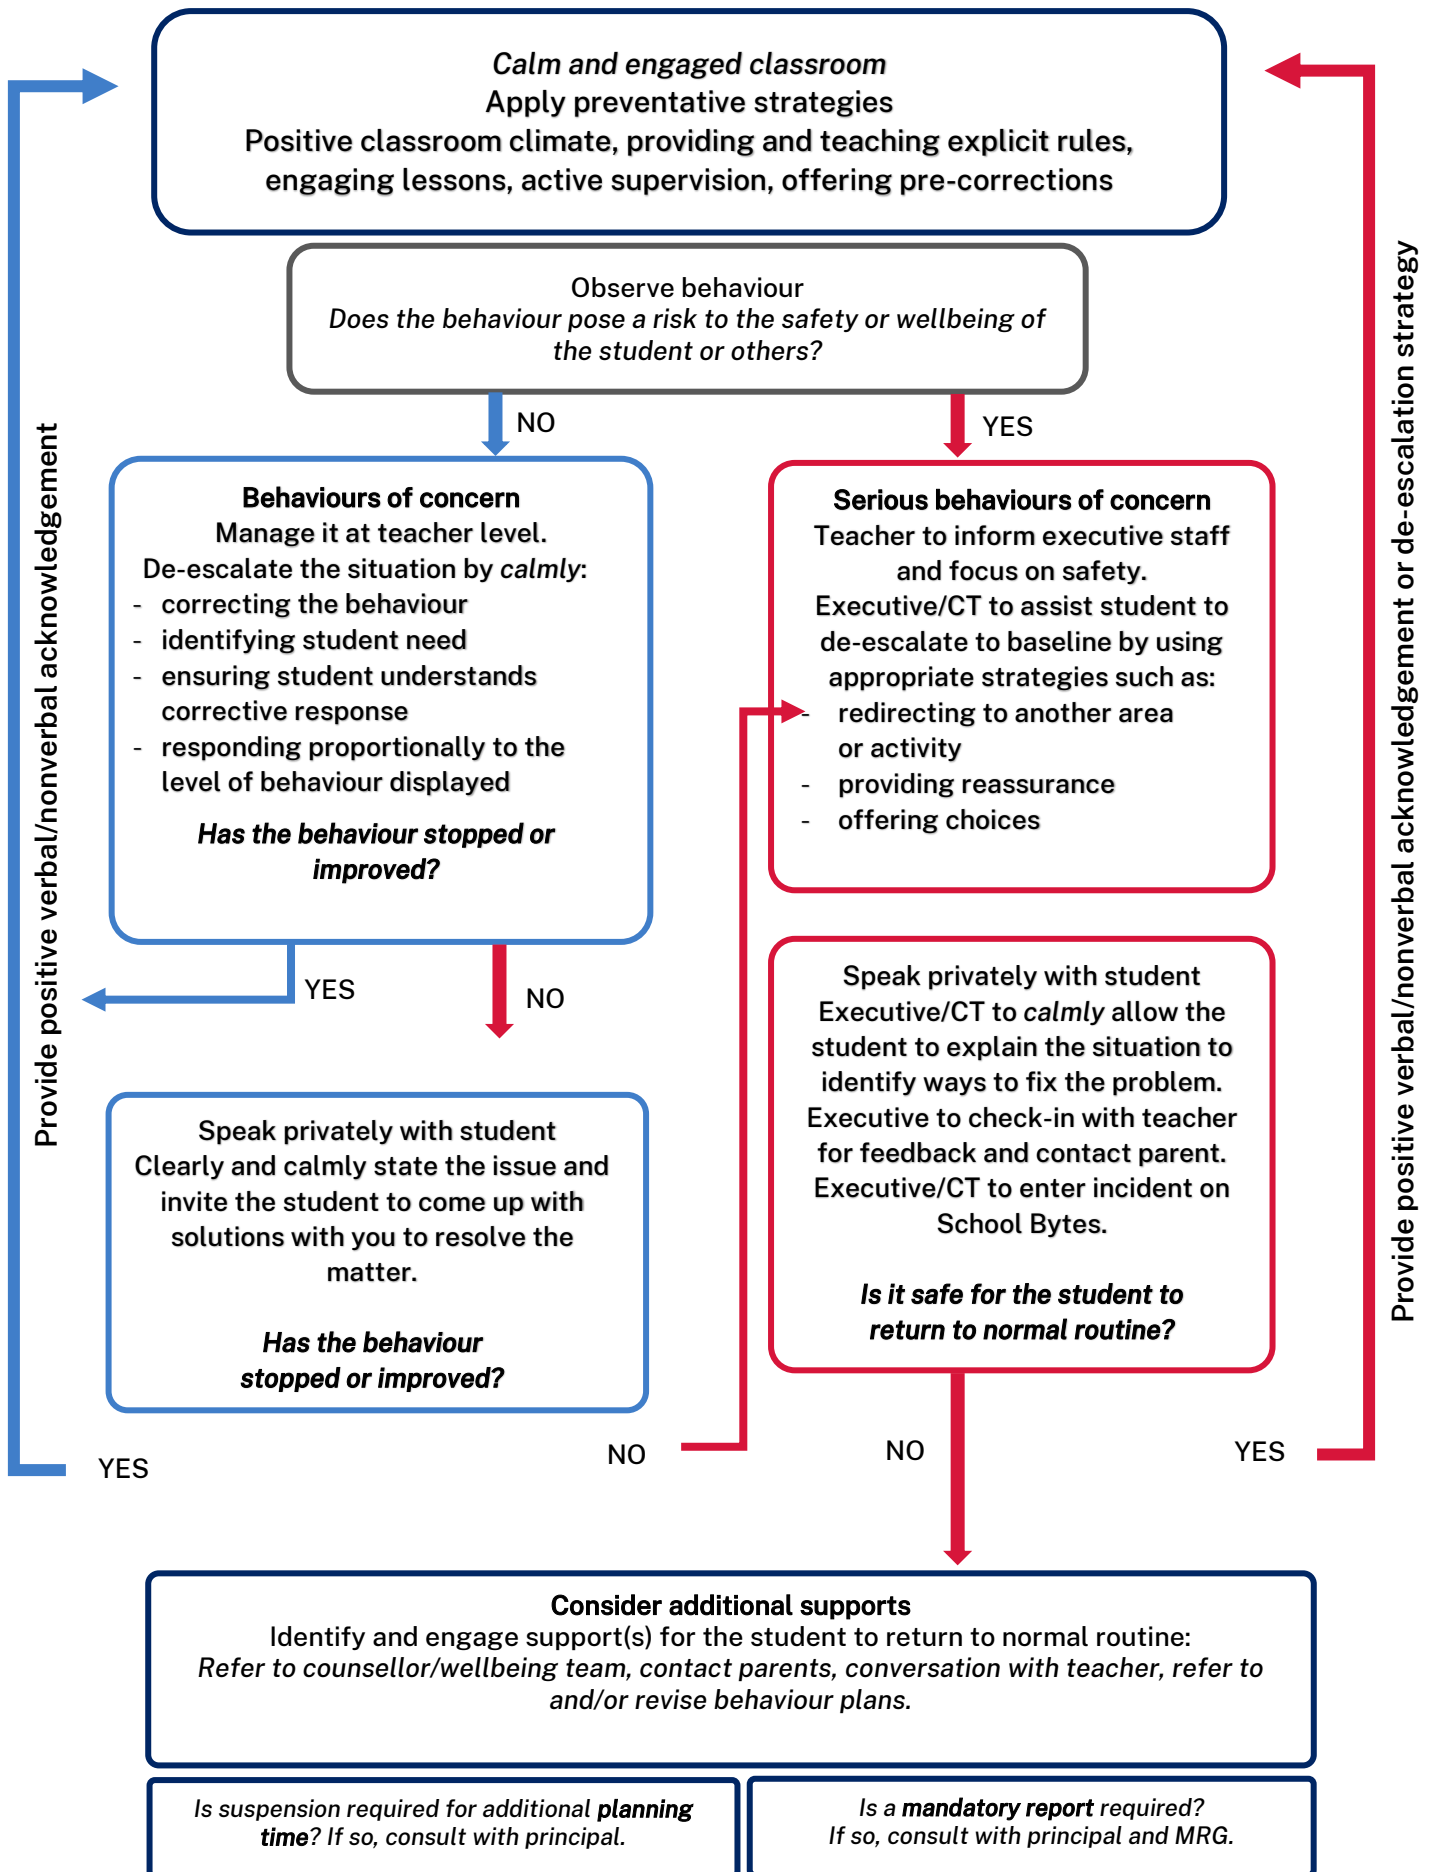 Calm and engaged classroom
Apply preventative strategies
Positive classroom climate, providing and teaching explicit rules,
engaging lessons, active supervision, offering pre-corrections
Observe behaviour
Does the behaviour pose a risk to the safety or wellbeing of
the student or others?
NO
YES
Behaviours of concern
Manage it at teacher level.
De-escalate the situation by calmly:
- correcting the behaviour
- identifying student need
- ensuring student understands
corrective response
- responding proportionally to the
level of behaviour displayed
Has the behaviour stopped or
improved?
Serious behaviours of concern
Teacher to inform executive staff
and focus on safety.
Executive/CT to assist student to
de-escalate to baseline by using
appropriate strategies such as:
- redirecting to another area
or activity
- providing reassurance
- offering choices
YES
NO
Speak privately with student
Clearly and calmly state the issue and
invite the student to come up with
solutions with you to resolve the
matter.
Has the behaviour
stopped or improved?
Speak privately with student
Executive/CT to calmly allow the
student to explain the situation to
identify ways to fix the problem.
Executive to check-in with teacher
for feedback and contact parent.
Executive/CT to enter incident on
School Bytes.
Is it safe for the student to
return to normal routine?
YES
NO
NO
YES
Provide positive verbal/nonverbal acknowledgement
Provide positive verbal/nonverbal acknowledgement or de-escalation strategy
Consider additional supports
Identify and engage support(s) for the student to return to normal routine:
Refer to counsellor/wellbeing team, contact parents, conversation with teacher, refer to
and/or revise behaviour plans.
Is suspension required for additional planning
time? If so, consult with principal.
Is a mandatory report required?
If so, consult with principal and MRG.